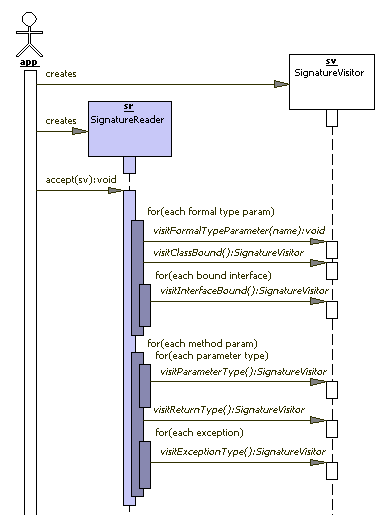 app
creates
sv
SignatureVisitor
sr
creates
SignatureReader
accept(sv):void
for(each formal type param)
visitFormalTypeParameter(name):void
visitClassBound():SignatureVisitor
for(each bound interface)
visitInterfaceBound():SignatureVisitor
for(each method param)
for(each parameter type)
visitParameterType():SignatureVisitor
visitReturnType():SignatureVisitor
for(each exception)
visitExceptionType():SignatureVisitor